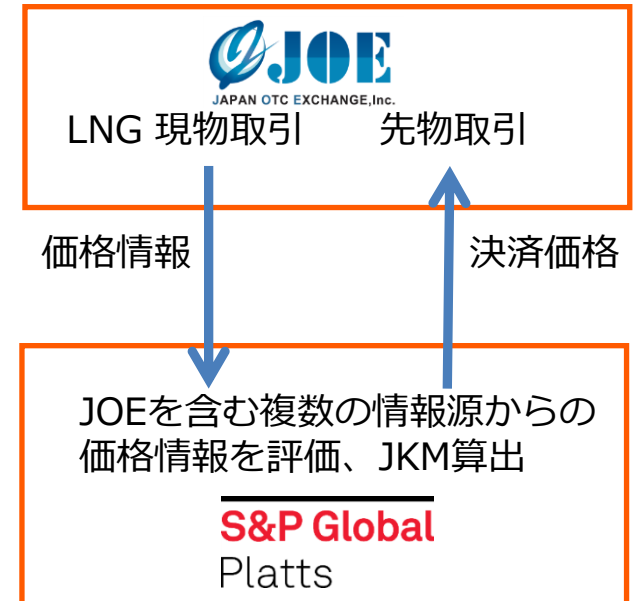 JOE
JAPAN OTC EXCHANGE,Inc.
LNG 現物取引 先物取引
価格情報 決済価格
JOEを含む複数の情報源からの
価格情報を評価、JKM算出
S&P Global
Platts